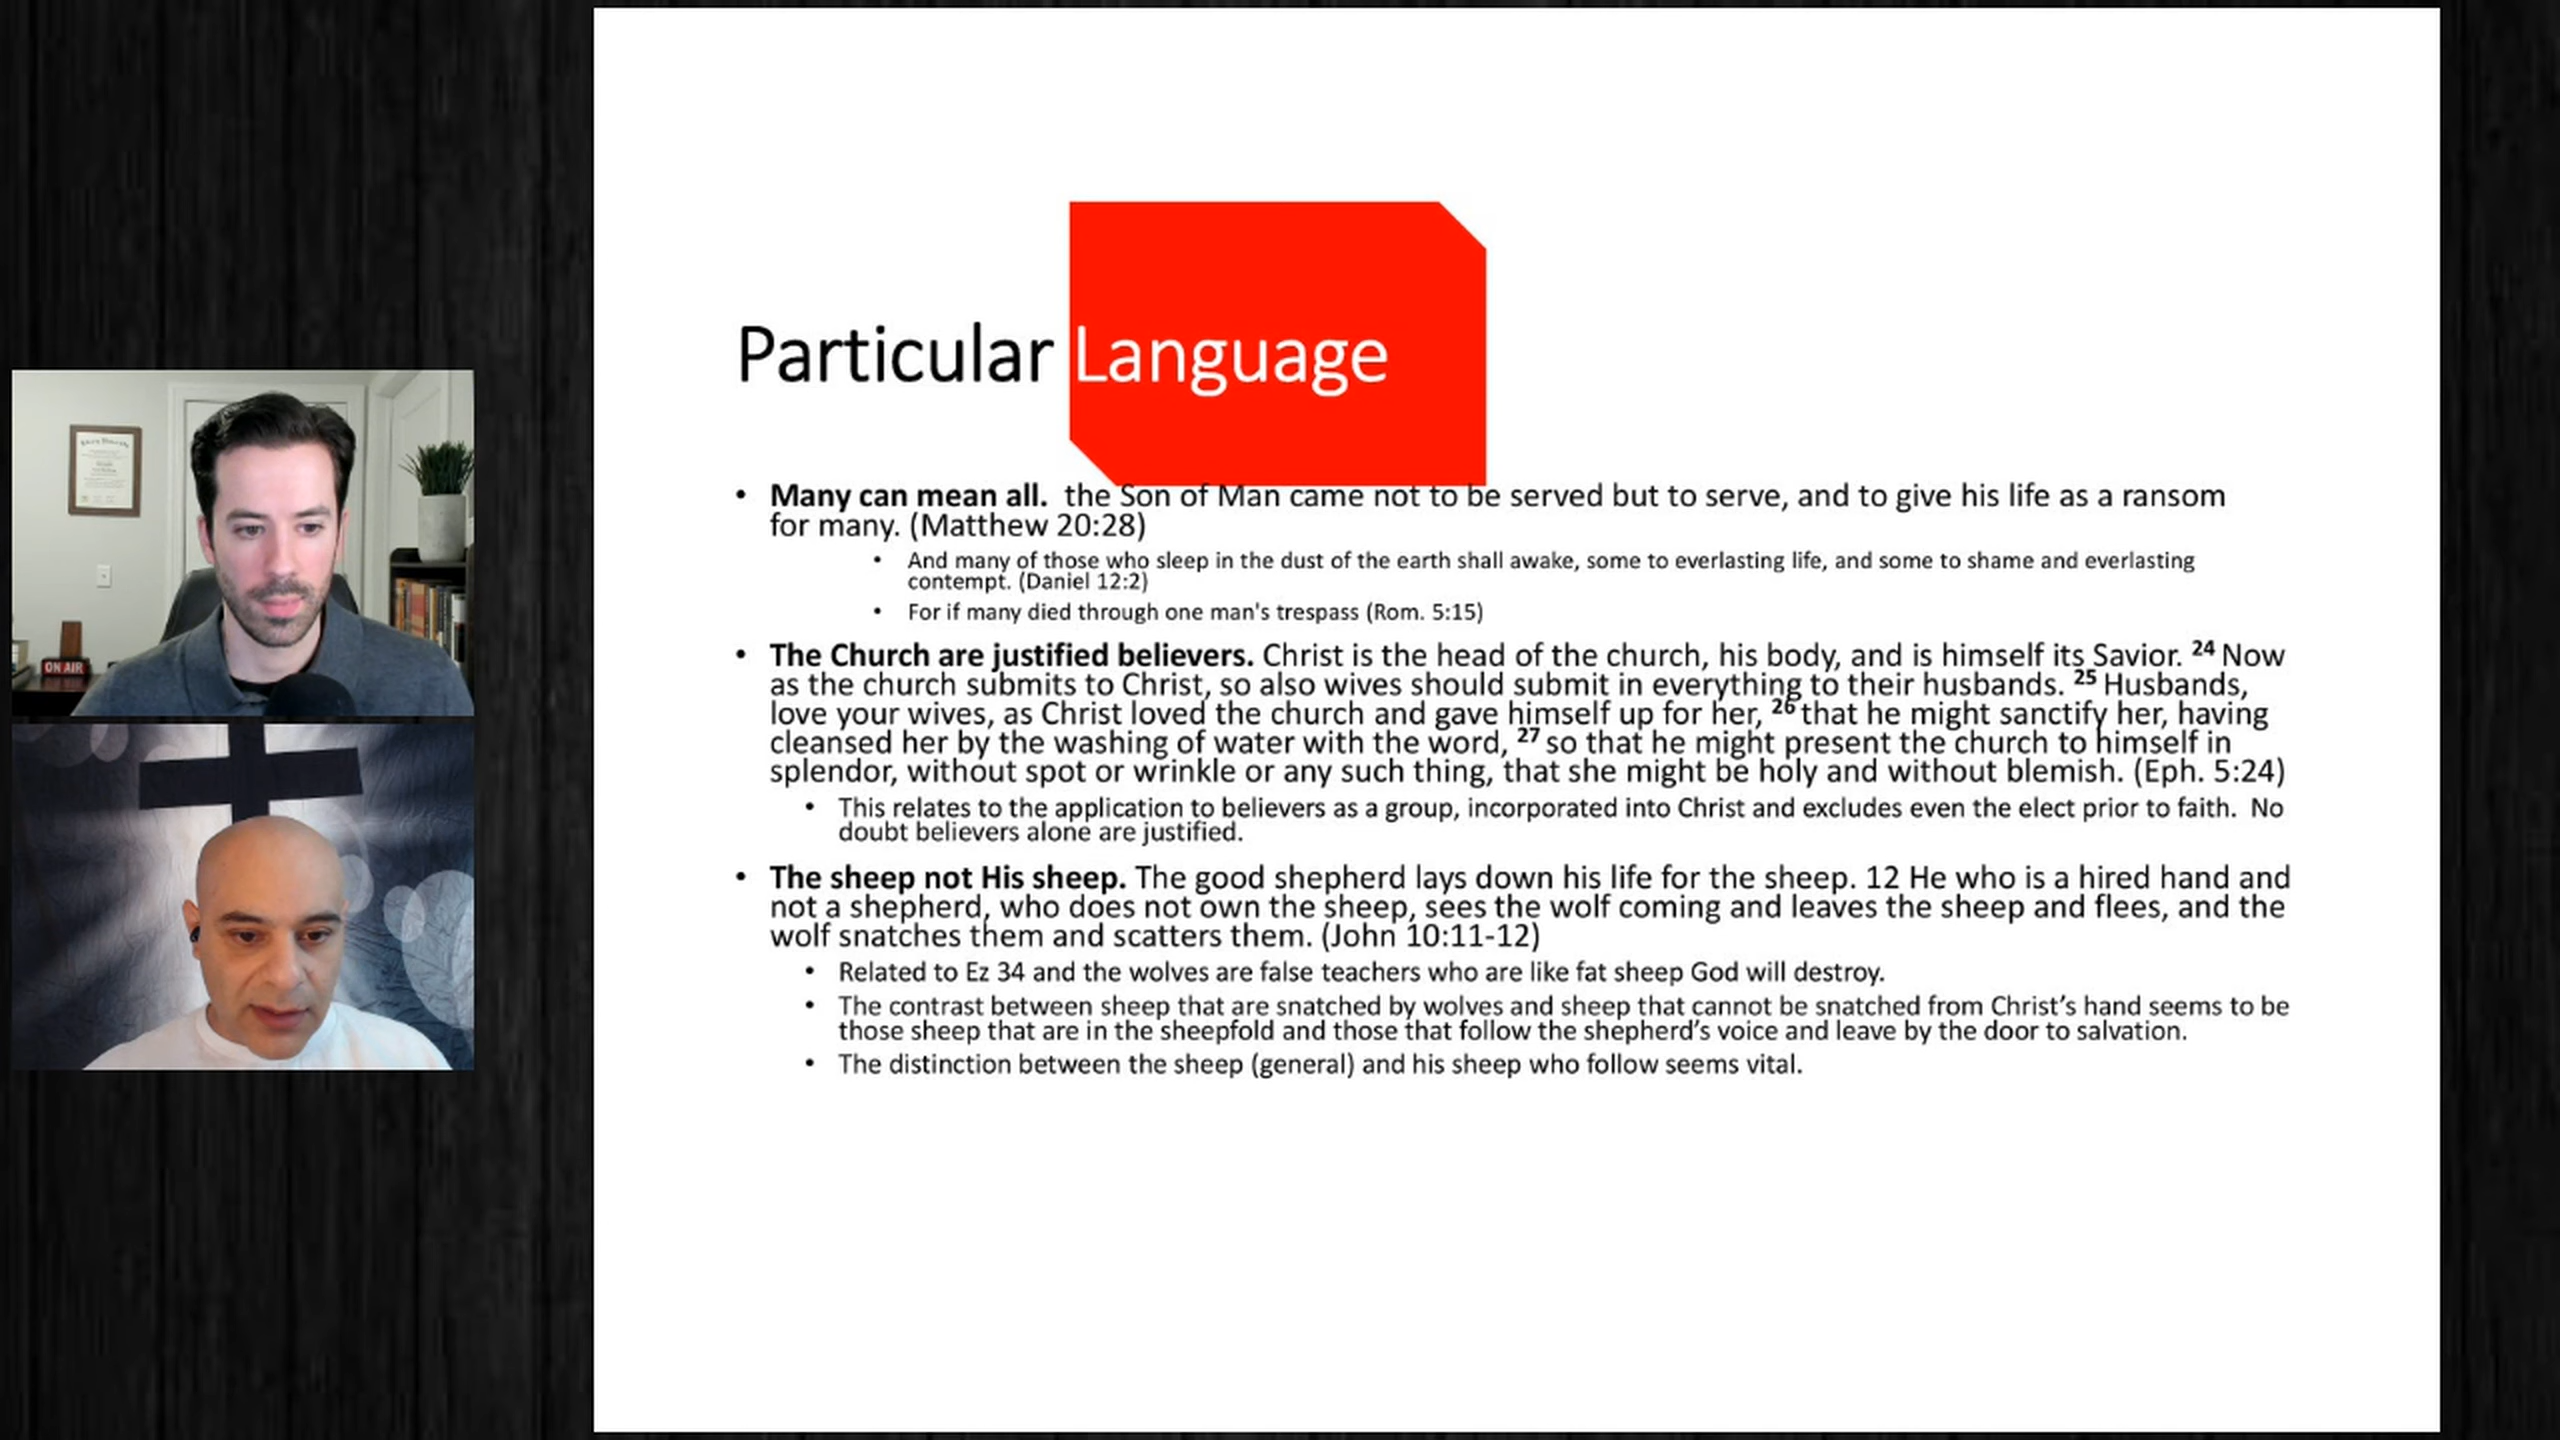 Particular Language
• Many can mean all.  the Son of Man came not to be served but to serve, and to give his life as a ransom
for many. (Matthew 20:28)
• And many of those who sleep in the dust of the earth shall awake, some to everlasting life, and some to shame and everlasting
contempt. (Daniel 12:2)
• For if many died through one man's trespass (Rom. 5:15)
• The Church are justified believers. Christ is the head of the church, his body, and is himself its Savior. 24 Now
as the church submits to Christ, so also wives should submit in everything to their husbands. 25 Husbands,
love your wives, as Christ loved the church and gave himself up for her, 26 that he might sanctify her, having
cleansed her by the washing of water with the word, 27 so that he might present the church to himself in
splendor, without spot or wrinkle or any such thing, that she might be holy and without blemish. (Eph. 5:24)
• This relates to the application to believers as a group, incorporated into Christ and excludes even the elect prior to faith.  No
doubt believers alone are justified.
• The sheep not His sheep. The good shepherd lays down his life for the sheep. 12 He who is a hired hand and
not a shepherd, who does not own the sheep, sees the wolf coming and leaves the sheep and flees, and the
wolf snatches them and scatters them. (John 10:11-12)
• Related to Ez 34 and the wolves are false teachers who are like fat sheep God will destroy.
• The contrast between sheep that are snatched by wolves and sheep that cannot be snatched from Christ's hand seems to be
those sheep that are in the sheepfold and those that follow the shepherd's voice and leave by the door to salvation.
• The distinction between the sheep (general) and his sheep who follow seems vital.
ON AIR